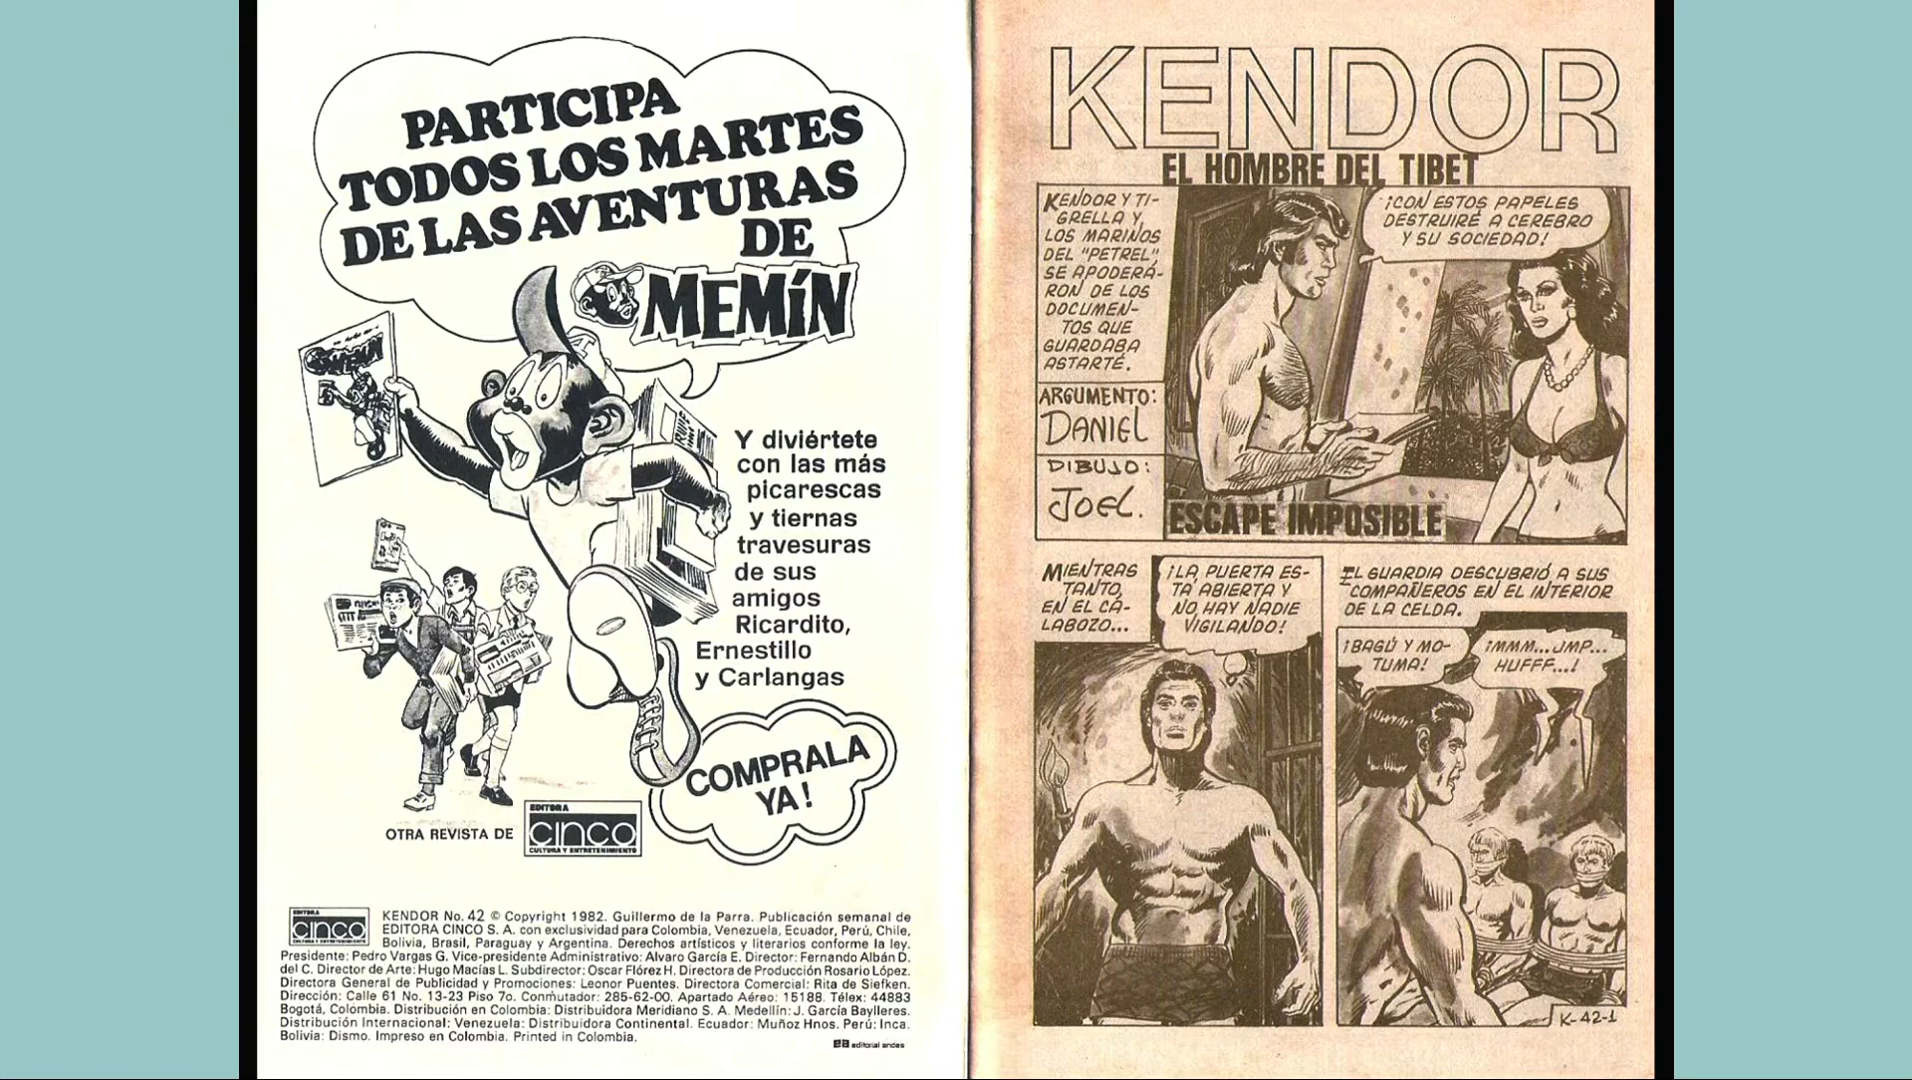 PARTICIPA
TODOS LOS MARTES
DE LAS AVENTURAS
DE
MEMÍN
Y diviértete
con las más
picarescas
y tiernas
travesuras
de sus
amigos
Ricardito,
Ernestillo
y Carlangas
COMPRALA
YA!
OTRA REVISTA DE
EDITORA
CINCO
CULTURA Y ENTRETENIMIENTO
EDITORA
CINCO
CULTURA Y ENTRETENIMIENTO
KENDOR No. 42 © Copyright 1982. Guillermo de la Parra. Publicación semanal de
EDITORA CINCO S. A. con exclusividad para Colombia, Venezuela, Ecuador, Perú, Chile,
Bolivia, Brasil, Paraguay y Argentina. Derechos artísticos y literarios conforme la ley.
Presidente: Pedro Vargas G. Vice-presidente Administrativo: Alvaro García E. Director: Fernando Albán D.
del C. Director de Arte: Hugo Macías L. Subdirector: Oscar Flórez H. Directora de Producción Rosario López.
Directora General de Publicidad y Promociones: Leonor Puentes. Directora Comercial: Rita de Siefken.
Dirección: Calle 61 No. 13-23 Piso 7o. Conmutador: 285-62-00. Apartado Aéreo: 15188. Télex: 44883
Bogotá, Colombia. Distribución en Colombia: Distribuidora Meridiano S. A. Medellín: J. García Baylleres.
Distribución Internacional: Venezuela: Distribuidora Continental. Ecuador: Muñoz Hnos. Perú: Inca.
Bolivia: Dismo. Impreso en Colombia. Printed in Colombia.
ea editorial andes
KENDOR
EL HOMBRE DEL TIBET
KENDOR Y TI-
GRELLA Y,
LOS MARINOS
DEL "PETREL",
SE APODERA-
RON DE LOS
DOCUMEN-
TOS QUE
GUARDABA
ASTARTÉ.
¡CON ESTOS PAPELES
DESTRUIRÉ A CEREBRO
Y SU SOCIEDAD!
ARGUMENTO:
DANIEL
DIBUJO:
JOEL.
ESCAPE IMPOSIBLE
MIENTRAS
TANTO,
EN EL CA-
LABOZO...
¡LA PUERTA ES-
TÁ ABIERTA Y
NO HAY NADIE
VIGILANDO!
EL GUARDIA DESCUBRIÓ A SUS
COMPAÑEROS EN EL INTERIOR
DE LA CELDA.
¡BAGÚ Y MO-
TUMA!
¡MMM...JMP...
HUFFF...!
K-42-1